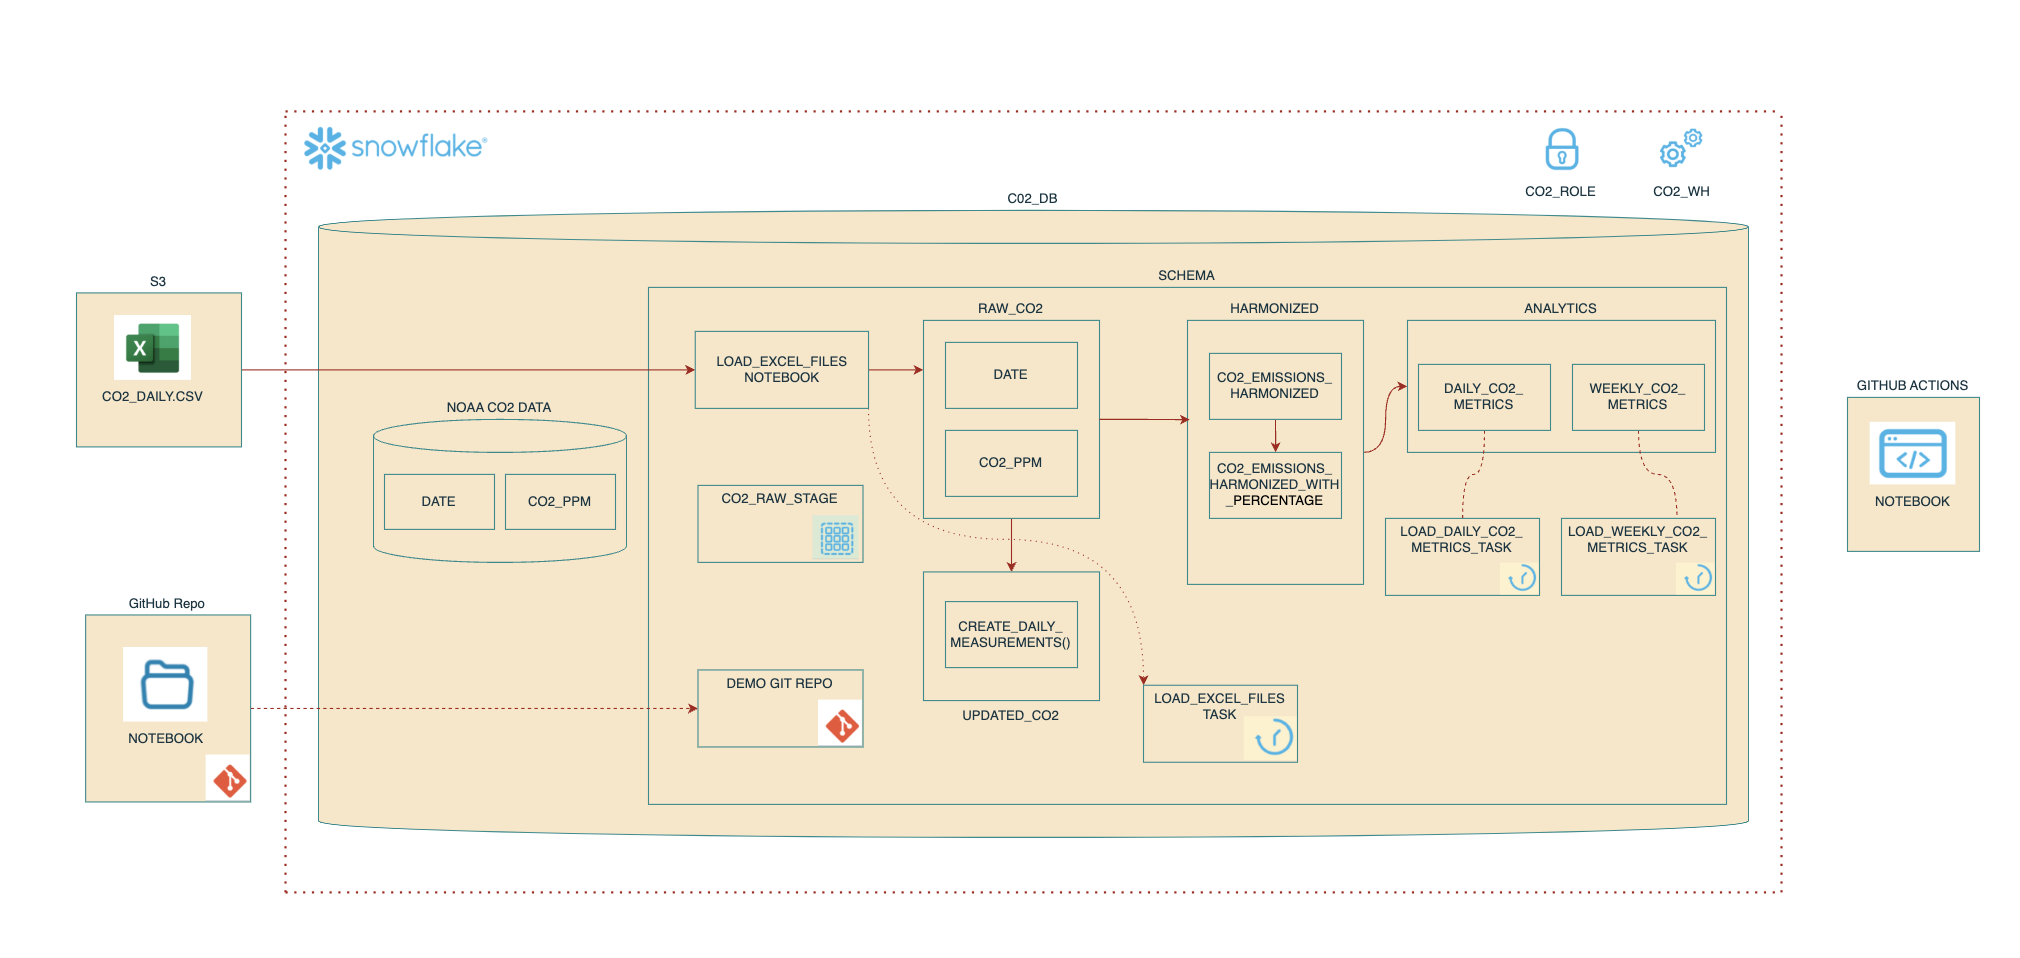 snowflake®
CO2_ROLE
CO2_WH
C02_DB
S3
CO2_DAILY.CSV
NOAA CO2 DATA
DATE
CO2_PPM
GitHub Repo
NOTEBOOK
SCHEMA
LOAD_EXCEL_FILES
NOTEBOOK
CO2_RAW_STAGE
DEMO GIT REPO
RAW_CO2
DATE
CO2_PPM
CREATE_DAILY_
MEASUREMENTS()
UPDATED_CO2
LOAD_EXCEL_FILES
TASK
HARMONIZED
CO2_EMISSIONS_
HARMONIZED
CO2_EMISSIONS_
HARMONIZED_WITH
_PERCENTAGE
ANALYTICS
DAILY_CO2_
METRICS
WEEKLY_CO2_
METRICS
LOAD_DAILY_CO2_
METRICS_TASK
LOAD_WEEKLY_CO2_
METRICS_TASK
GITHUB ACTIONS
NOTEBOOK